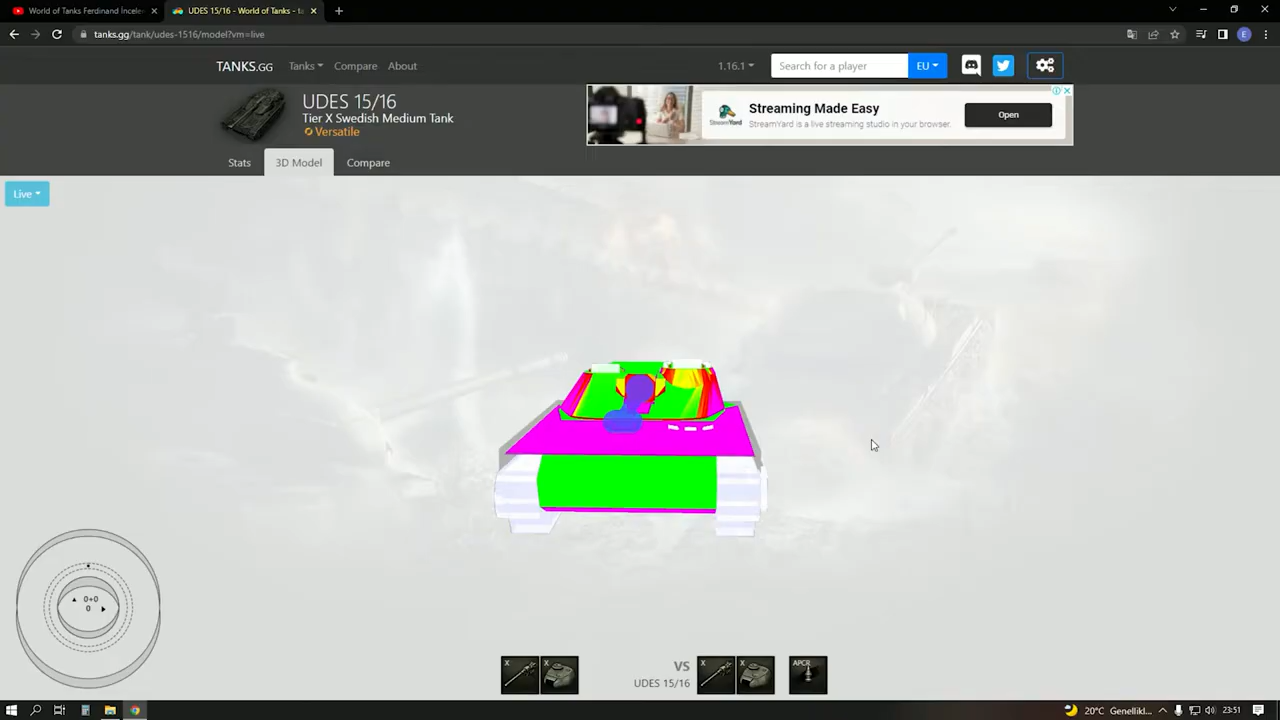 World of Tanks Ferdinand İncele
UDES 15/16 - World of Tanks - ta
tanks.gg/tank/udes-1516/model?vm=live
E
TANKS.GG
Tanks
Compare
About
1.16.1
Search for a player
EU
UDES 15/16
Tier X Swedish Medium Tank
Versatile
Streaming Made Easy
StreamYard is a live streaming studio in your browser.
Open
Stats
3D Model
Compare
Live
0+0
0
X
X
VS
UDES 15/16
X
X
APCR
20°C Genellikl...
23:51